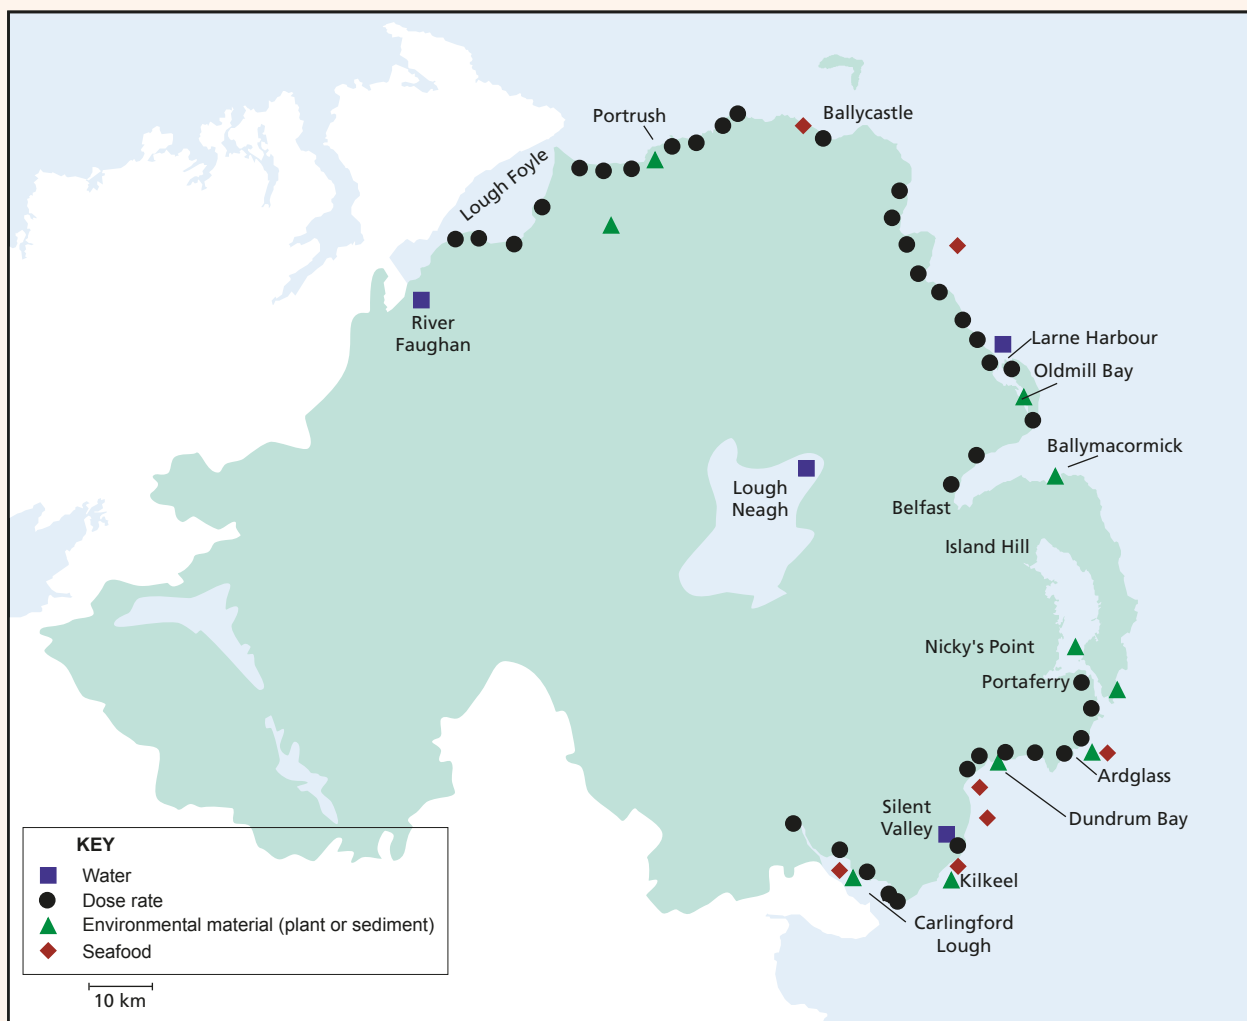 Portrush
Ballycastle
Lough Foyle
River
Faughan
Larne Harbour
Oldmill Bay
Ballymacormick
Lough
Neagh
Belfast
Island Hill
Nicky's Point
Portaferry
Ardglass
Dundrum Bay
Silent
Valley
Kilkeel
Carlingford
Lough
KEY
Water
Dose rate
Environmental material (plant or sediment)
Seafood
10 km